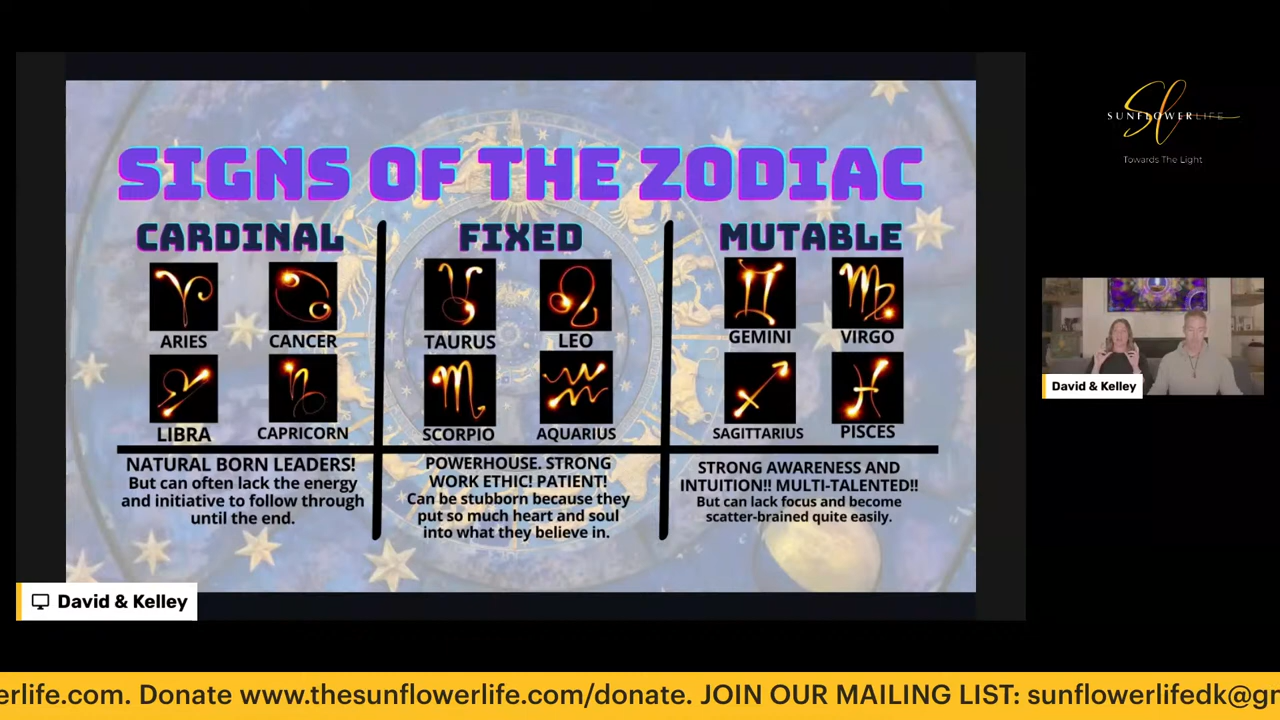 SIGNS OF THE ZODIAC
CARDINAL
ARIES
CANCER
LIBRA
CAPRICORN
NATURAL BORN LEADERS!
But can often lack the energy
and initiative to follow through
until the end.
FIXED
TAURUS
LEO
SCORPIO
AQUARIUS
POWERHOUSE. STRONG
WORK ETHIC! PATIENT!
Can be stubborn because they
put so much heart and soul
into what they believe in.
MUTABLE
GEMINI
VIRGO
SAGITTARIUS
PISCES
STRONG AWARENESS AND
INTUITION!! MULTI-TALENTED!!
But can lack focus and become
scatter-brained quite easily.
David & Kelley
Sl
SUNFLOWERLIFE
Towards The Light
David & Kelley
erlife.com. Donate www.thesunflowerlife.com/donate. JOIN OUR MAILING LIST: sunflowerlifedk@gr